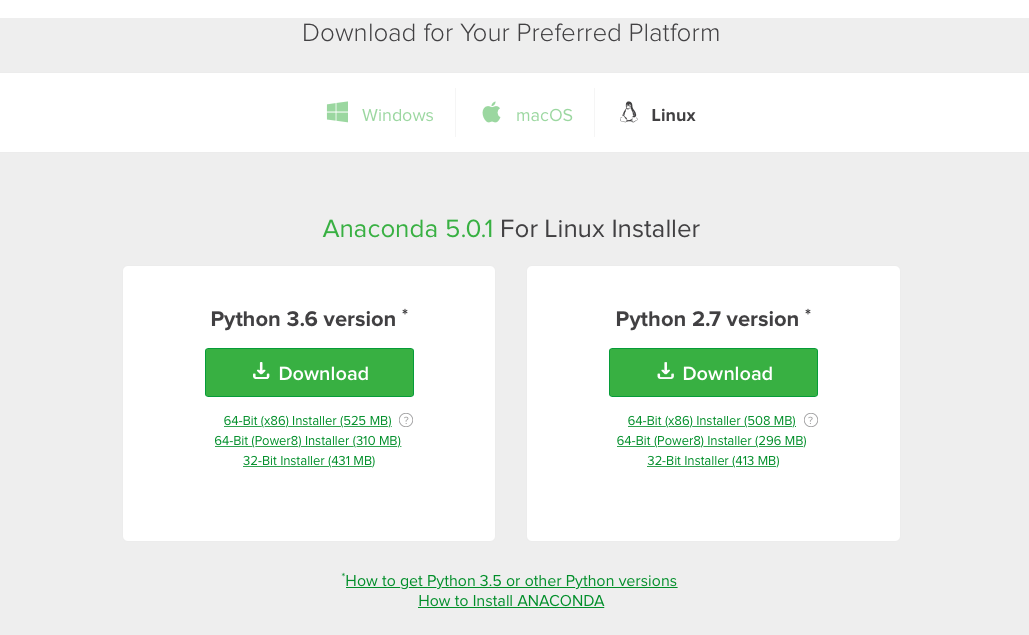 Download for Your Preferred Platform
Windows
macOS
Linux
Anaconda 5.0.1 For Linux Installer
Python 3.6 version *
Download
64-Bit (x86) Installer (525 MB) ?
64-Bit (Power8) Installer (310 MB)
32-Bit Installer (431 MB)
Python 2.7 version *
Download
64-Bit (x86) Installer (508 MB) ?
64-Bit (Power8) Installer (296 MB)
32-Bit Installer (413 MB)
*How to get Python 3.5 or other Python versions
How to Install ANACONDA